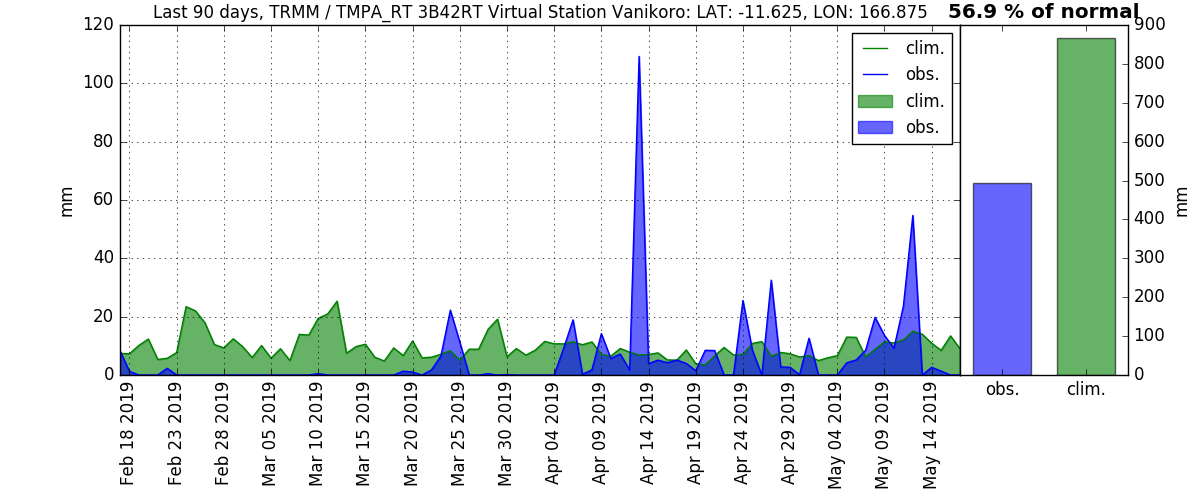 Last 90 days, TRMM / TMPA_RT 3B42RT Virtual Station Vanikoro: LAT: -11.625, LON: 166.875
56.9 % of normal
120
100
80
60
40
20
0
mm
clim.
obs.
clim.
obs.
Feb 18 2019
Feb 23 2019
Feb 28 2019
Mar 05 2019
Mar 10 2019
Mar 15 2019
Mar 20 2019
Mar 25 2019
Mar 30 2019
Apr 04 2019
Apr 09 2019
Apr 14 2019
Apr 19 2019
Apr 24 2019
Apr 29 2019
May 04 2019
May 09 2019
May 14 2019
900
800
700
600
500
400
300
200
100
0
mm
obs.
clim.